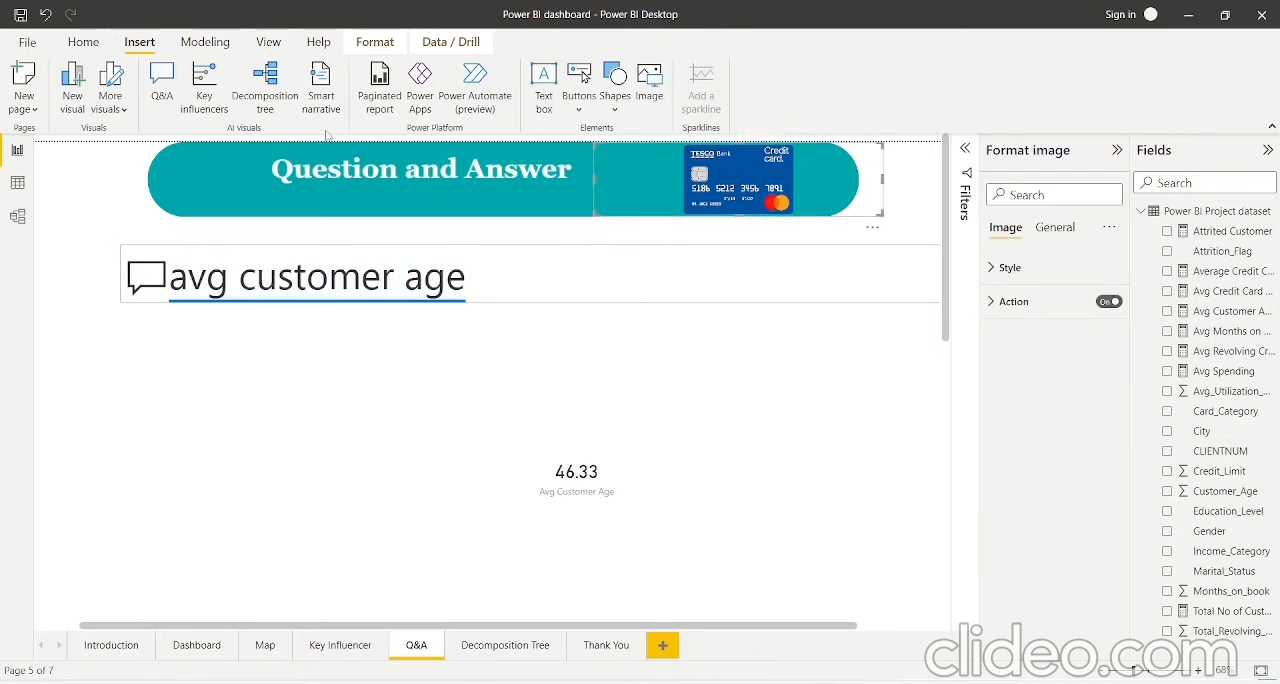 Power BI dashboard - Power BI Desktop
Sign in
File Home Insert Modeling View Help Format Data / Drill
New page
New visual
More visuals
Q&A
Key influencers
Decomposition tree
Smart narrative
Paginated report
Power Apps
Power Automate (preview)
Text box
Buttons
Shapes
Image
Add a sparkline
Pages
Visuals
AI visuals
Power Platform
Elements
Sparklines
Question and Answer
TESCO Bank
Credit card.
5186 5212 3456 7891
avg customer age
46.33
Avg Customer Age
Filters
Format image
Search
Image General
Style
Action On
Fields
Search
Power BI Project dataset
Attrited Customer
Attrition_Flag
Average Credit C...
Avg Credit Card ...
Avg Customer A...
Avg Months on ...
Avg Revolving Cr...
Avg Spending
Avg_Utilization_...
Card_Category
City
CLIENTNUM
Credit_Limit
Customer_Age
Education_Level
Gender
Income_Category
Marital_Status
Months_on_book
Total No of Cust...
Total_Revolving_...
Introduction Dashboard Map Key Influencer Q&A Decomposition Tree Thank You
Page 5 of 7
68%
clideo.com